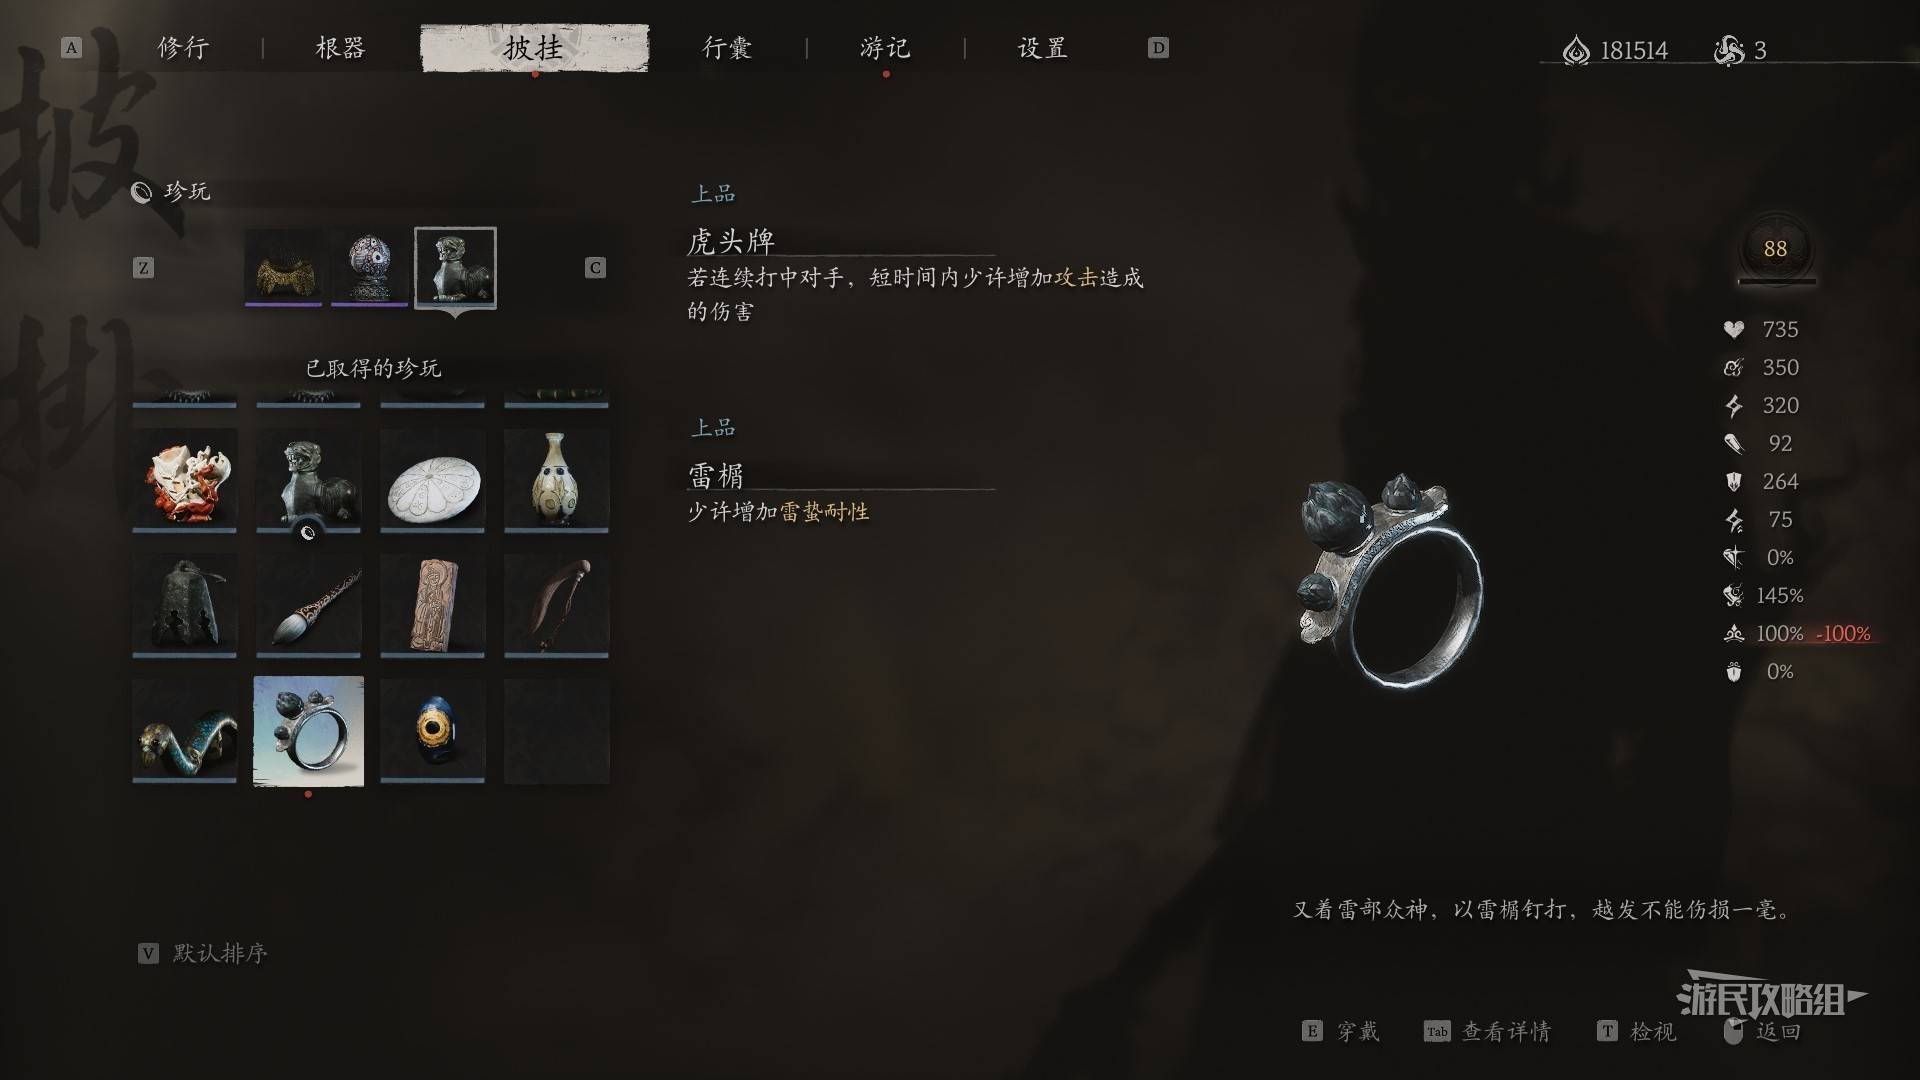 A 修行 根器 披挂 行囊 游记 设置 D 181514 3
披挂
珍玩
Z C
已取得的珍玩
V 默认排序
上品
虎头牌
若连续打中对手，短时间内少许增加攻击造成
的伤害
上品
雷榍
少许增加雷蛰耐性
88
735
350
320
92
264
75
0%
145%
100% -100%
0%
又着雷部众神，以雷榍钉打，越发不能伤损一毫。
游民攻略组
E 穿戴 Tab 查看详情 T 检视 返回